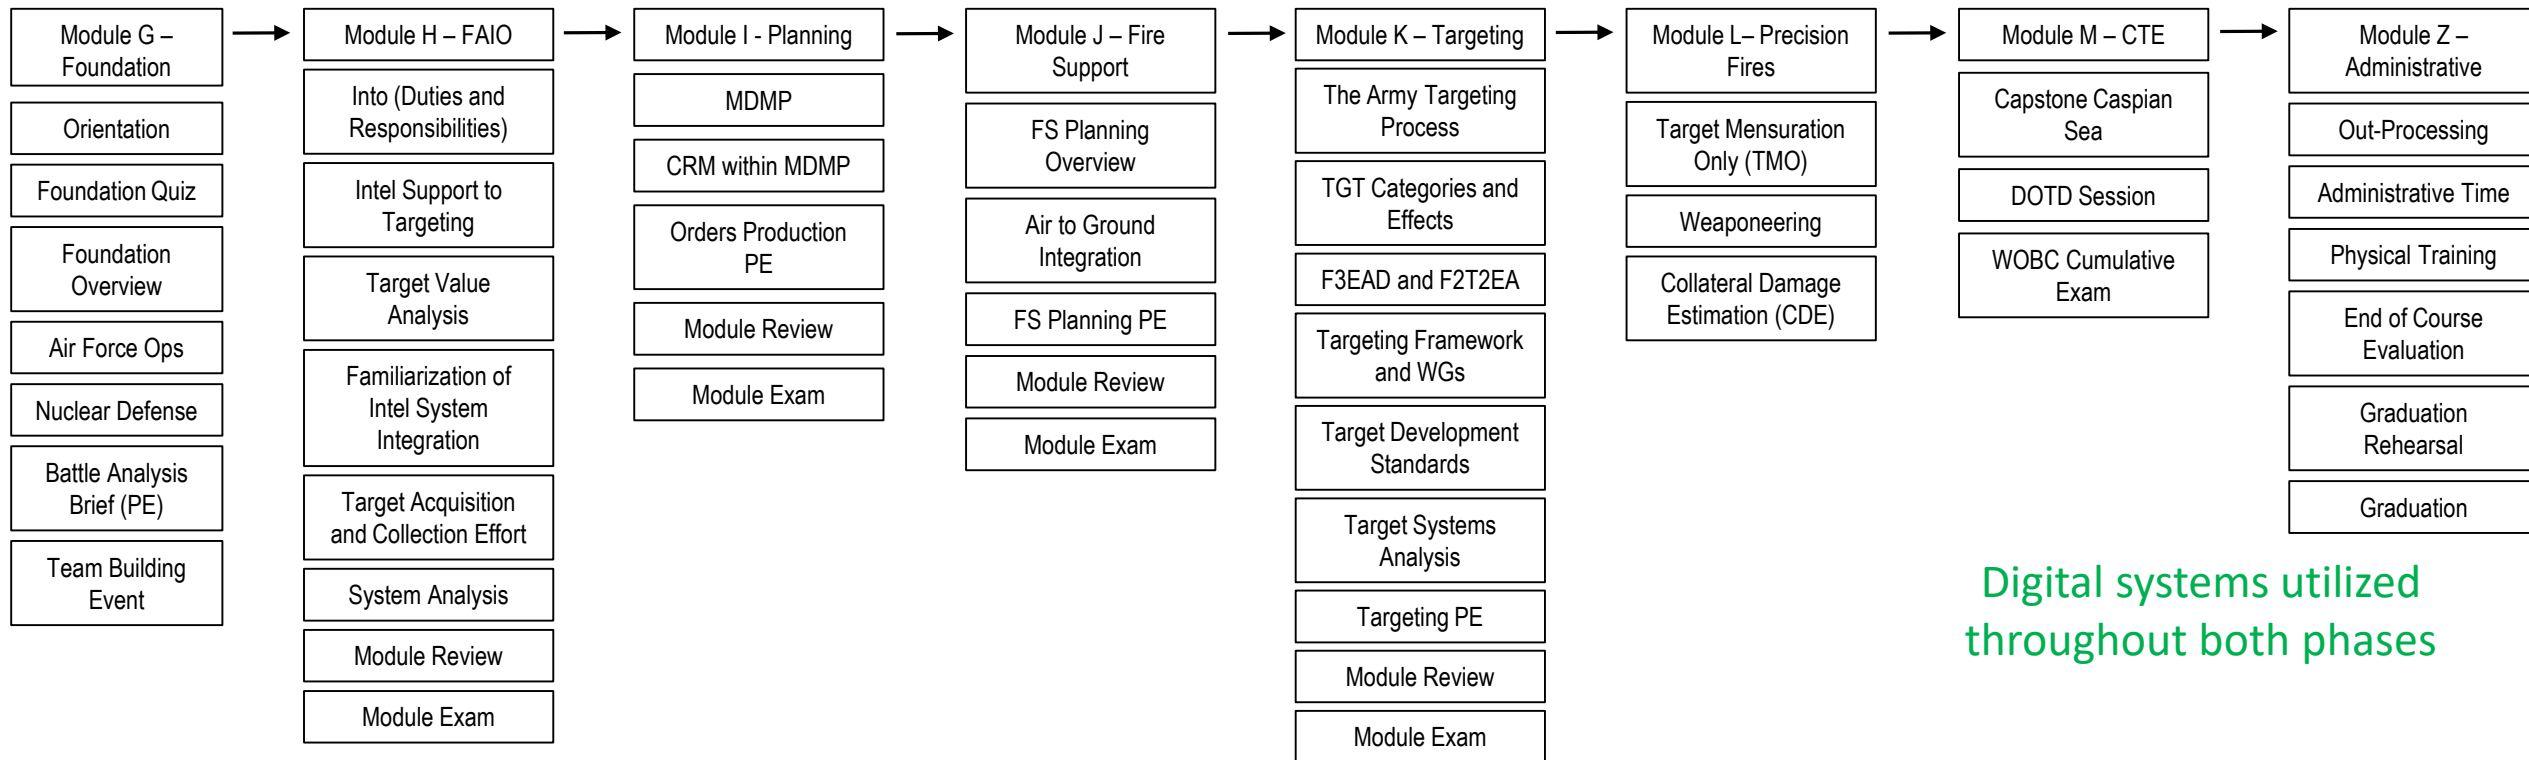 Module G –
Foundation
Orientation
Foundation Quiz
Foundation
Overview
Air Force Ops
Nuclear Defense
Battle Analysis
Brief (PE)
Team Building
Event
Module H – FAIO
Into (Duties and
Responsibilities)
Intel Support to
Targeting
Target Value
Analysis
Familiarization of
Intel System
Integration
Target Acquisition
and Collection Effort
System Analysis
Module Review
Module Exam
Module I - Planning
MDMP
CRM within MDMP
Orders Production
PE
Module Review
Module Exam
Module J – Fire
Support
FS Planning
Overview
Air to Ground
Integration
FS Planning PE
Module Review
Module Exam
Module K – Targeting
The Army Targeting
Process
TGT Categories and
Effects
F3EAD and F2T2EA
Targeting Framework
and WGs
Target Development
Standards
Target Systems
Analysis
Targeting PE
Module Review
Module Exam
Module L– Precision
Fires
Target Mensuration
Only (TMO)
Weaponeering
Collateral Damage
Estimation (CDE)
Module M – CTE
Capstone Caspian
Sea
DOTD Session
WOBC Cumulative
Exam
Module Z –
Administrative
Out-Processing
Administrative Time
Physical Training
End of Course
Evaluation
Graduation
Rehearsal
Graduation
Digital systems utilized
throughout both phases